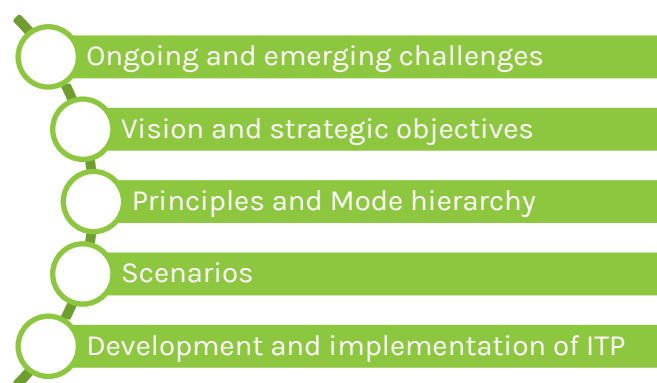 Ongoing and emerging challenges
Vision and strategic objectives
Principles and Mode hierarchy
Scenarios
Development and implementation of ITP